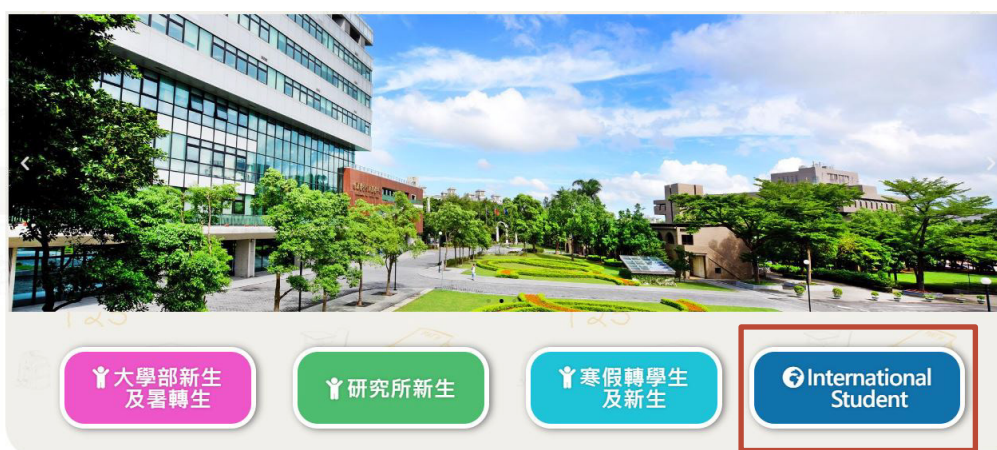 大學部新生
及暑轉生
研究所新生
寒假轉學生
及新生
International
Student